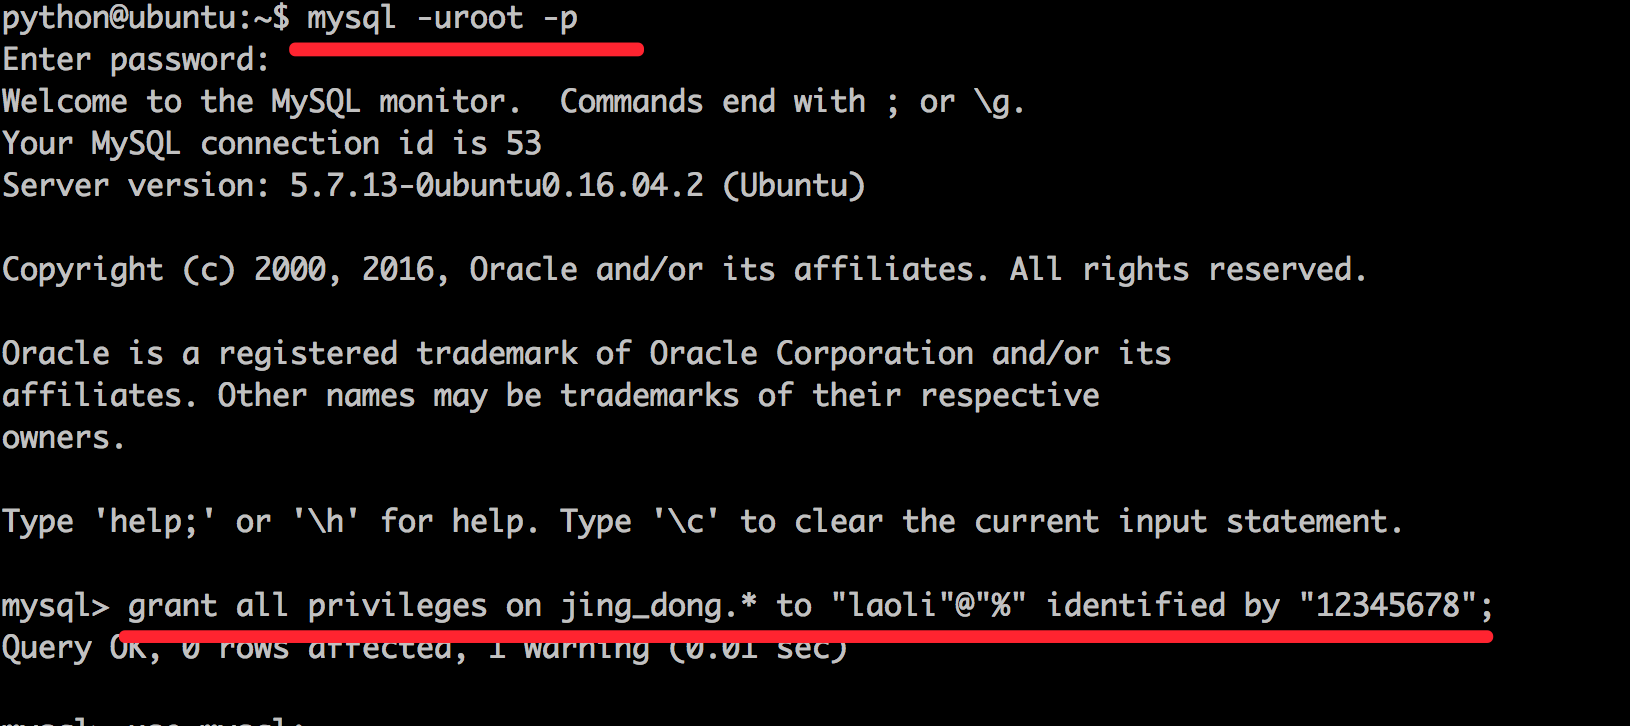 python@ubuntu:~$ mysql -uroot -p
Enter password:
Welcome to the MySQL monitor.  Commands end with ; or \g.
Your MySQL connection id is 53
Server version: 5.7.13-0ubuntu0.16.04.2 (Ubuntu)
Copyright (c) 2000, 2016, Oracle and/or its affiliates. All rights reserved.
Oracle is a registered trademark of Oracle Corporation and/or its
affiliates. Other names may be trademarks of their respective
owners.
Type 'help;' or '\h' for help. Type '\c' to clear the current input statement.
mysql> grant all privileges on jing_dong.* to "laoli"@"%" identified by "12345678";
Query OK, 0 rows affected, 1 warning (0.01 sec)
mysql> use mysql;